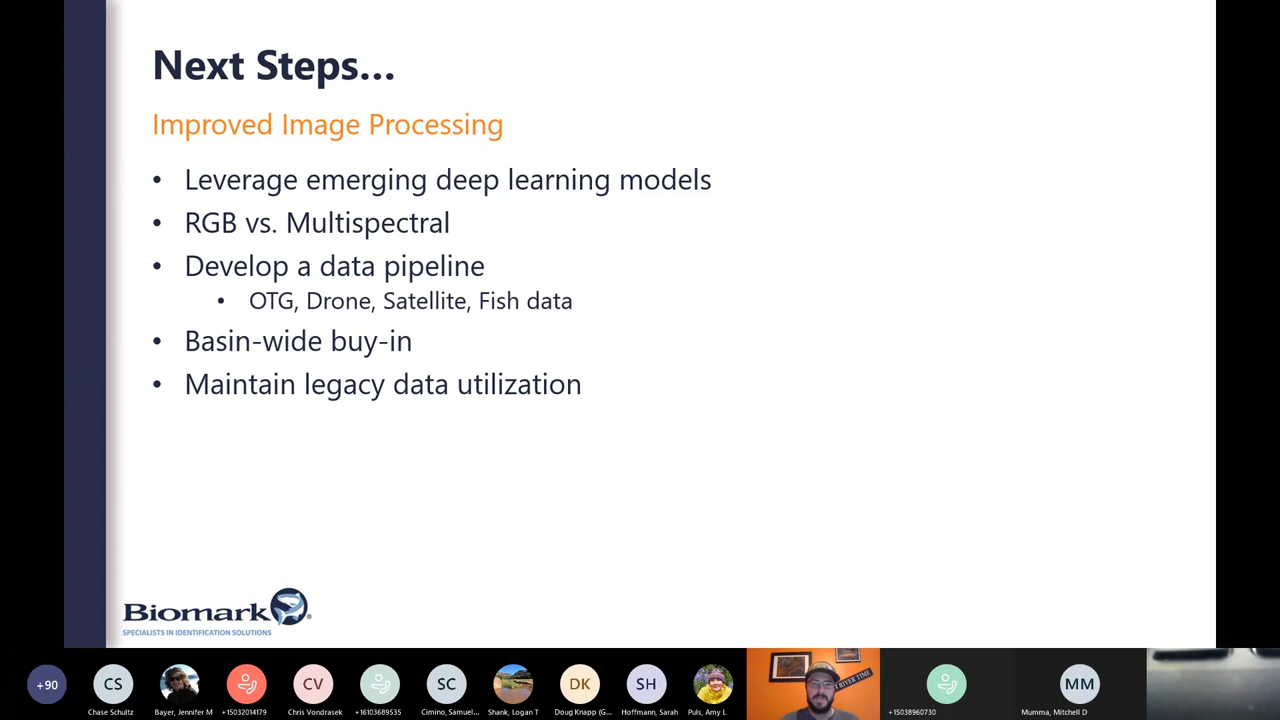 Next Steps...
Improved Image Processing
• Leverage emerging deep learning models
• RGB vs. Multispectral
• Develop a data pipeline
• OTG, Drone, Satellite, Fish data
• Basin-wide buy-in
• Maintain legacy data utilization
Biomark®
SPECIALISTS IN IDENTIFICATION SOLUTIONS
+90
CS
CV
SC
DK
SH
MM
RIVER TIME
Chase Schultz
Bayer, Jennifer M
+15032014179
Chris Vondrasek
+16103689535
Cimino, Samuel...
Shank, Logan T
Doug Knapp (G...
Hoffmann, Sarah
Puls, Amy L
+15038960730
Mumma, Mitchell D